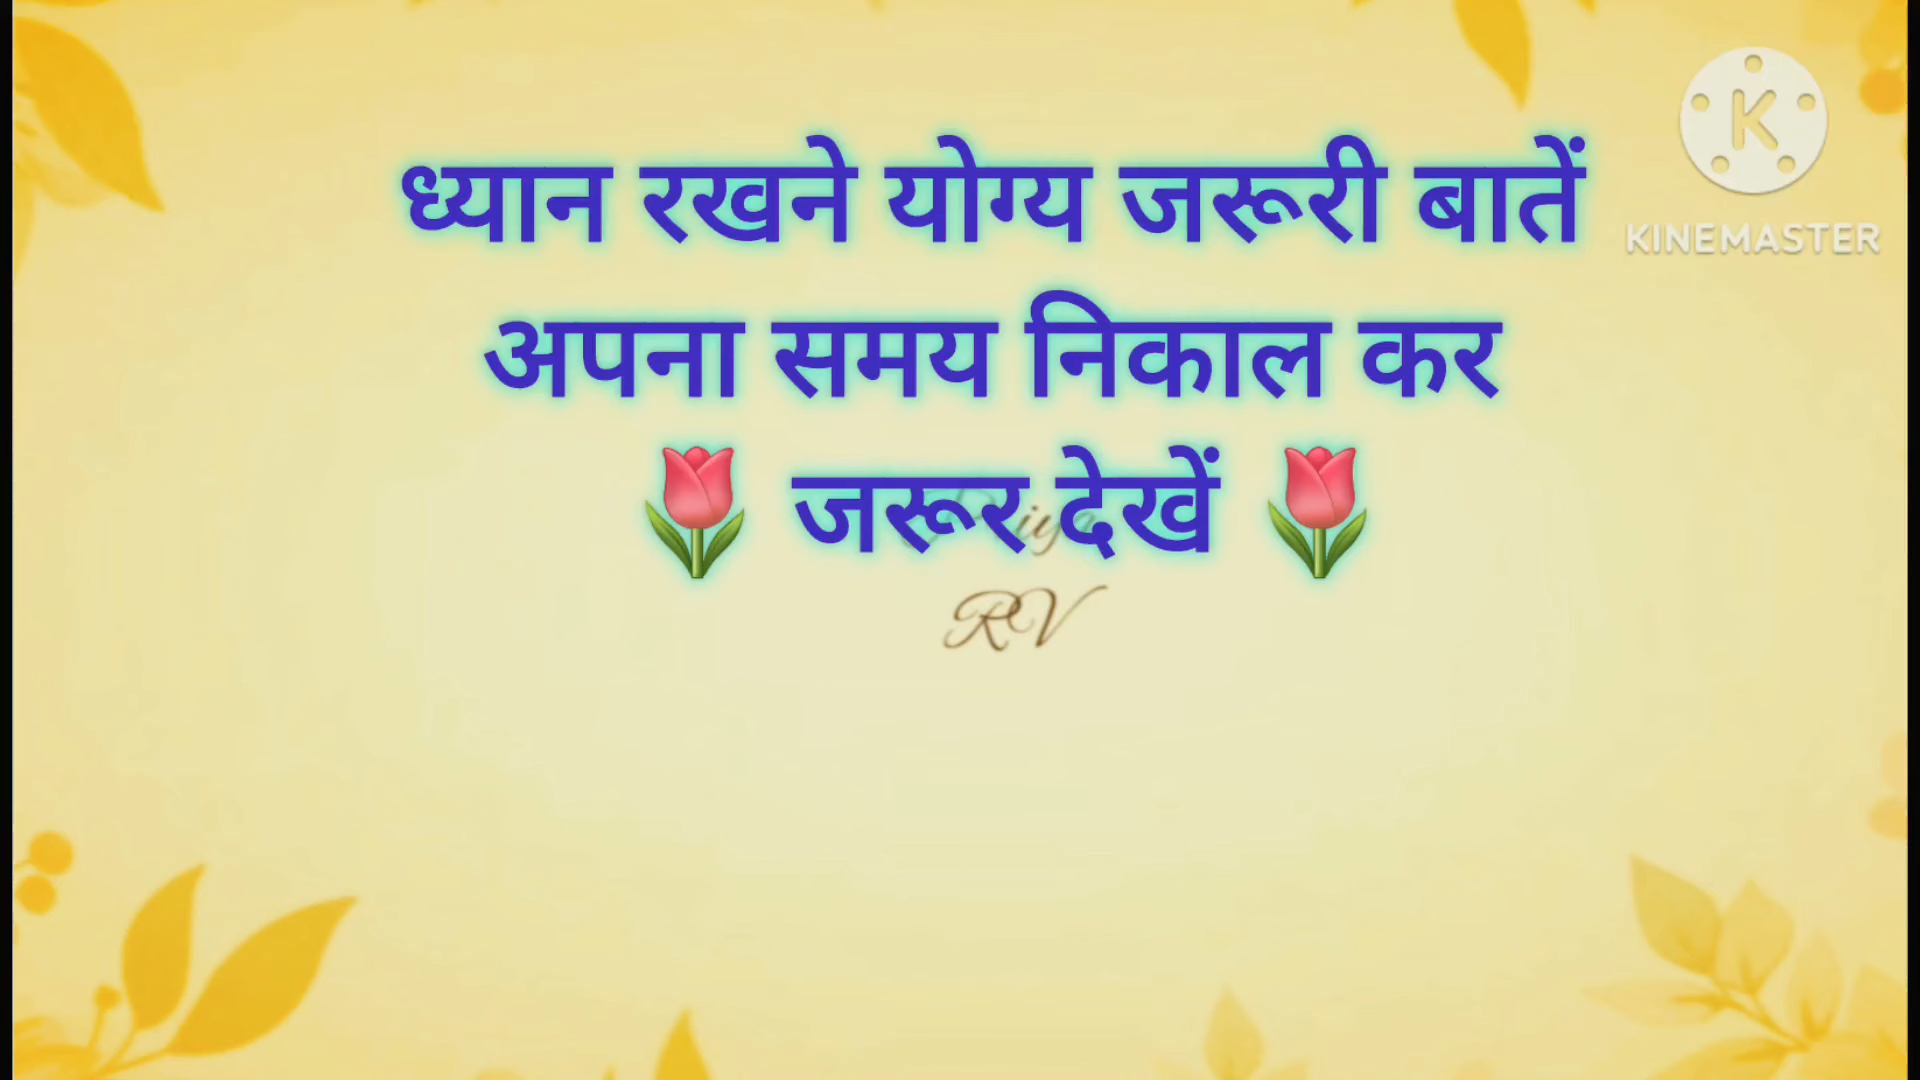 ध्यान रखने योग्य जरूरी बातें
KINEMASTER
अपना समय निकाल कर
🌷 जरूर देखें 🌷
RV